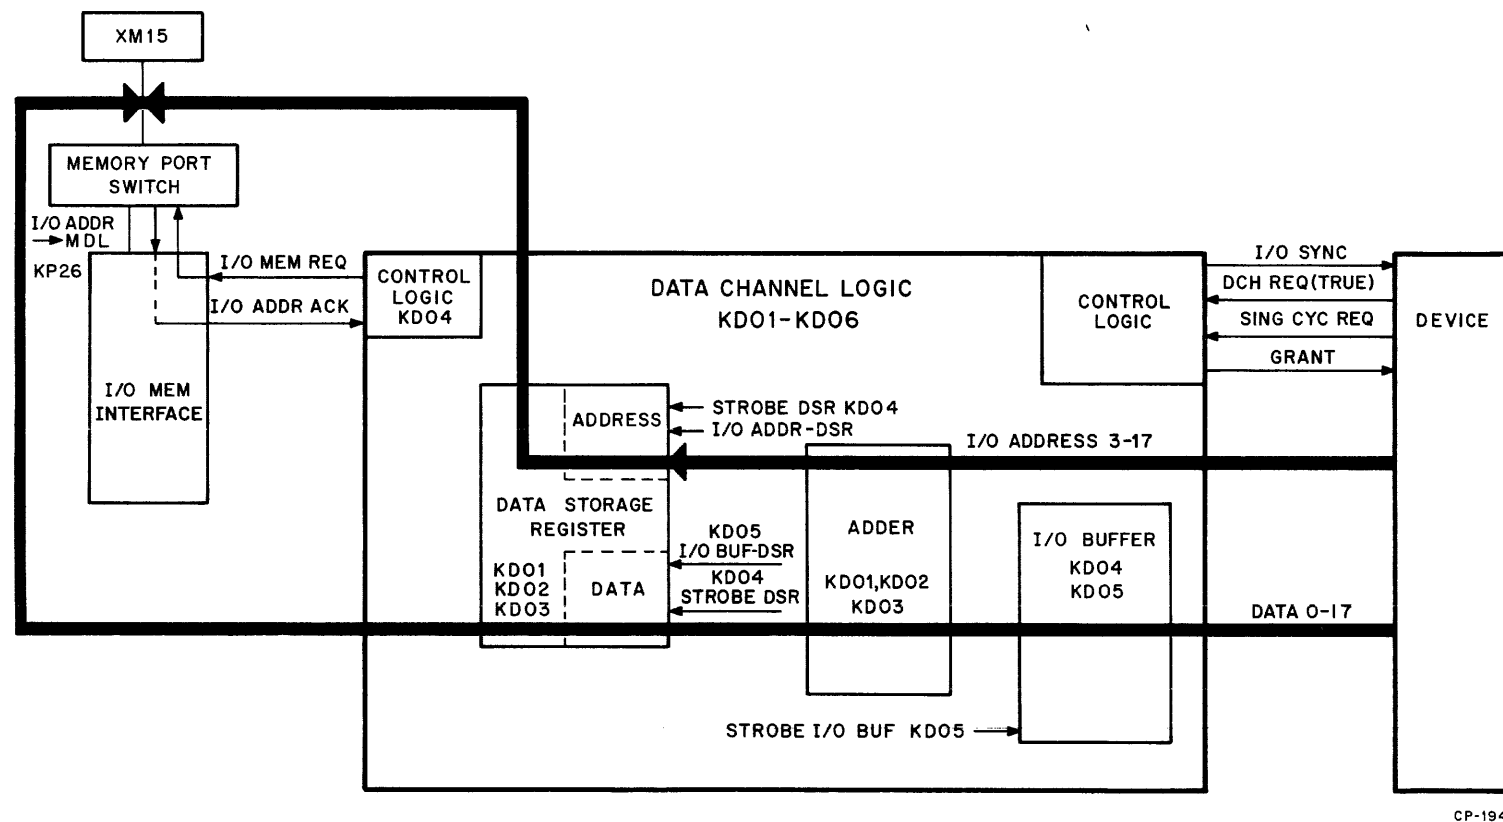 XM15
MEMORY PORT
SWITCH
I/O ADDR
MDL
KP26
I/O MEM REQ
I/O ADDR ACK
I/O MEM
INTERFACE
CONTROL
LOGIC
KD04
DATA CHANNEL LOGIC
KD01-KD06
CONTROL
LOGIC
I/O SYNC
DCH REQ(TRUE)
SING CYC REQ
GRANT
DEVICE
ADDRESS
STROBE DSR KD04
I/O ADDR-DSR
I/O ADDRESS 3-17
DATA STORAGE
REGISTER
KD01
KD02
KD03
DATA
KD05
I/O BUF-DSR
KD04
STROBE DSR
ADDER
KD01,KD02
KD03
I/O BUFFER
KD04
KD05
DATA 0-17
STROBE I/O BUF KD05
CP-194